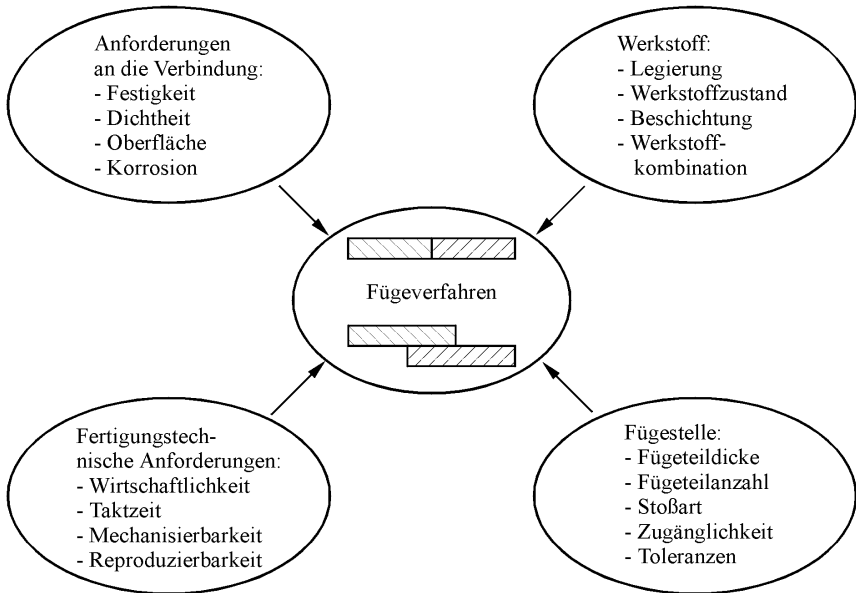 Anforderungen
an die Verbindung:
- Festigkeit
- Dichtheit
- Oberfläche
- Korrosion
Werkstoff:
- Legierung
- Werkstoffzustand
- Beschichtung
- Werkstoff-
kombination
Fügeverfahren
Fertigungstech-
nische Anforderungen:
- Wirtschaftlichkeit
- Taktzeit
- Mechanisierbarkeit
- Reproduzierbarkeit
Fügestelle:
- Fügeteildicke
- Fügeteilanzahl
- Stoßart
- Zugänglichkeit
- Toleranzen